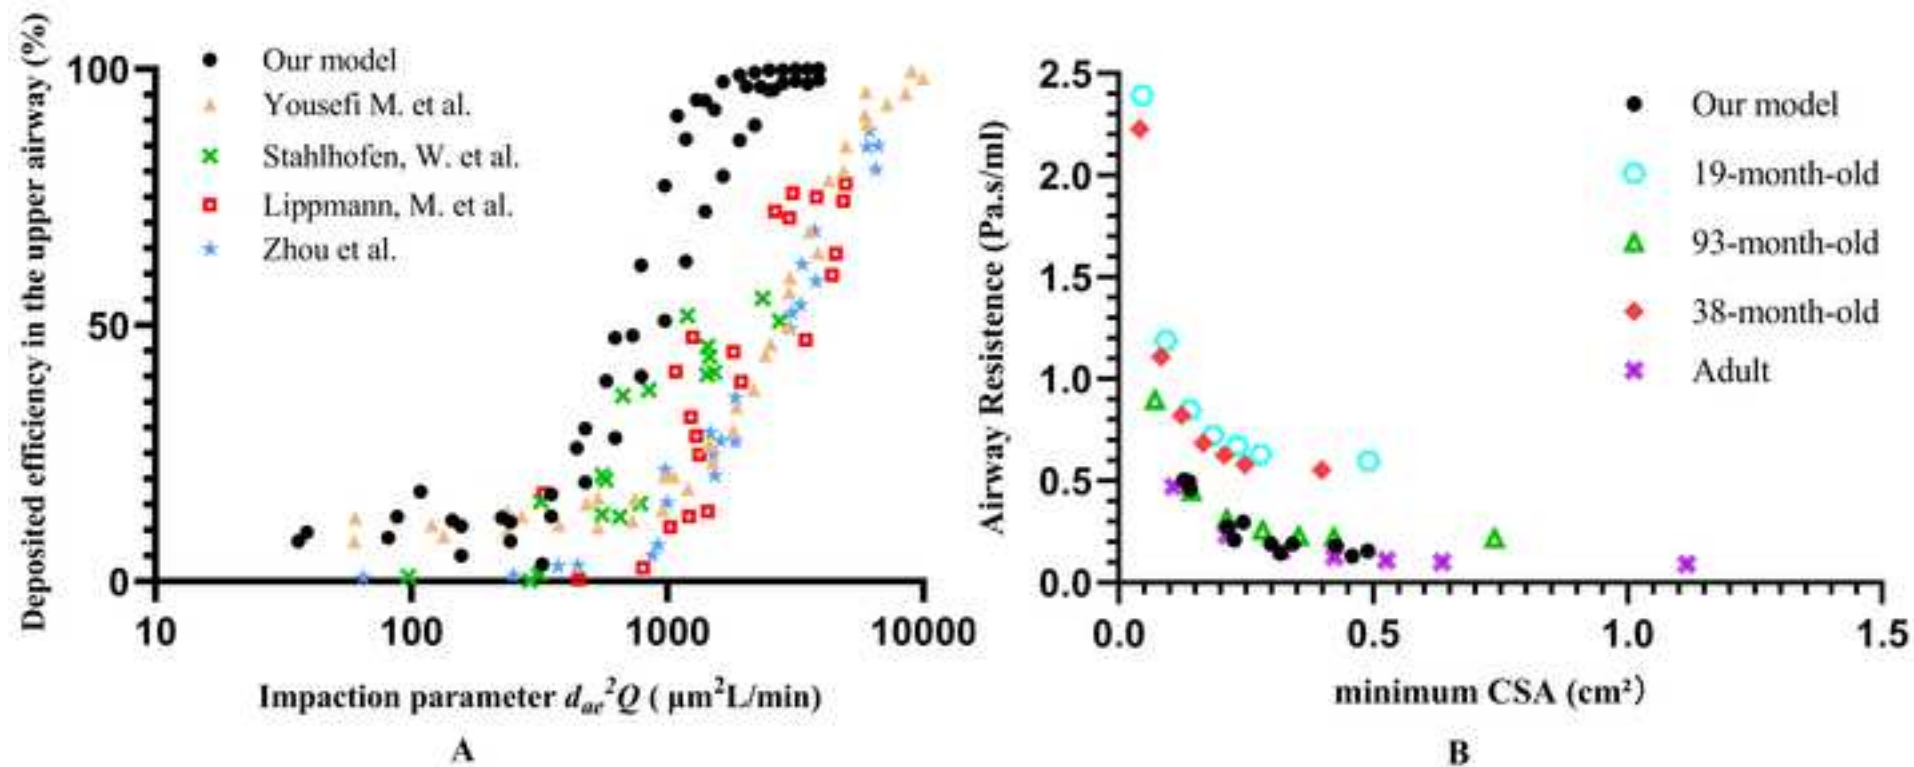 Deposited efficiency in the upper airway (%)
100
50
0
10
100
1000
10000
Our model
Yousefi M. et al.
Stahlhofen, W. et al.
Lippmann, M. et al.
Zhou et al.
Impaction parameter dae²Q ( μm²L/min)
A
Airway Resistence (Pa.s/ml)
2.5
2.0
1.5
1.0
0.5
0.0
0.0
0.5
1.0
1.5
Our model
19-month-old
93-month-old
38-month-old
Adult
minimum CSA (cm²）
B